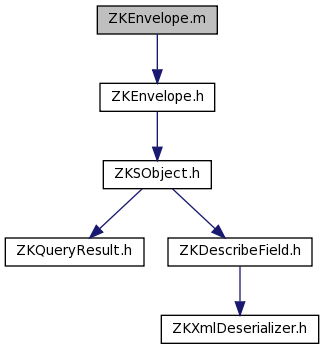 ZKEnvelope.m
ZKEnvelope.h
ZKSObject.h
ZKQueryResult.h
ZKDescribeField.h
ZKXmlDeserializer.h